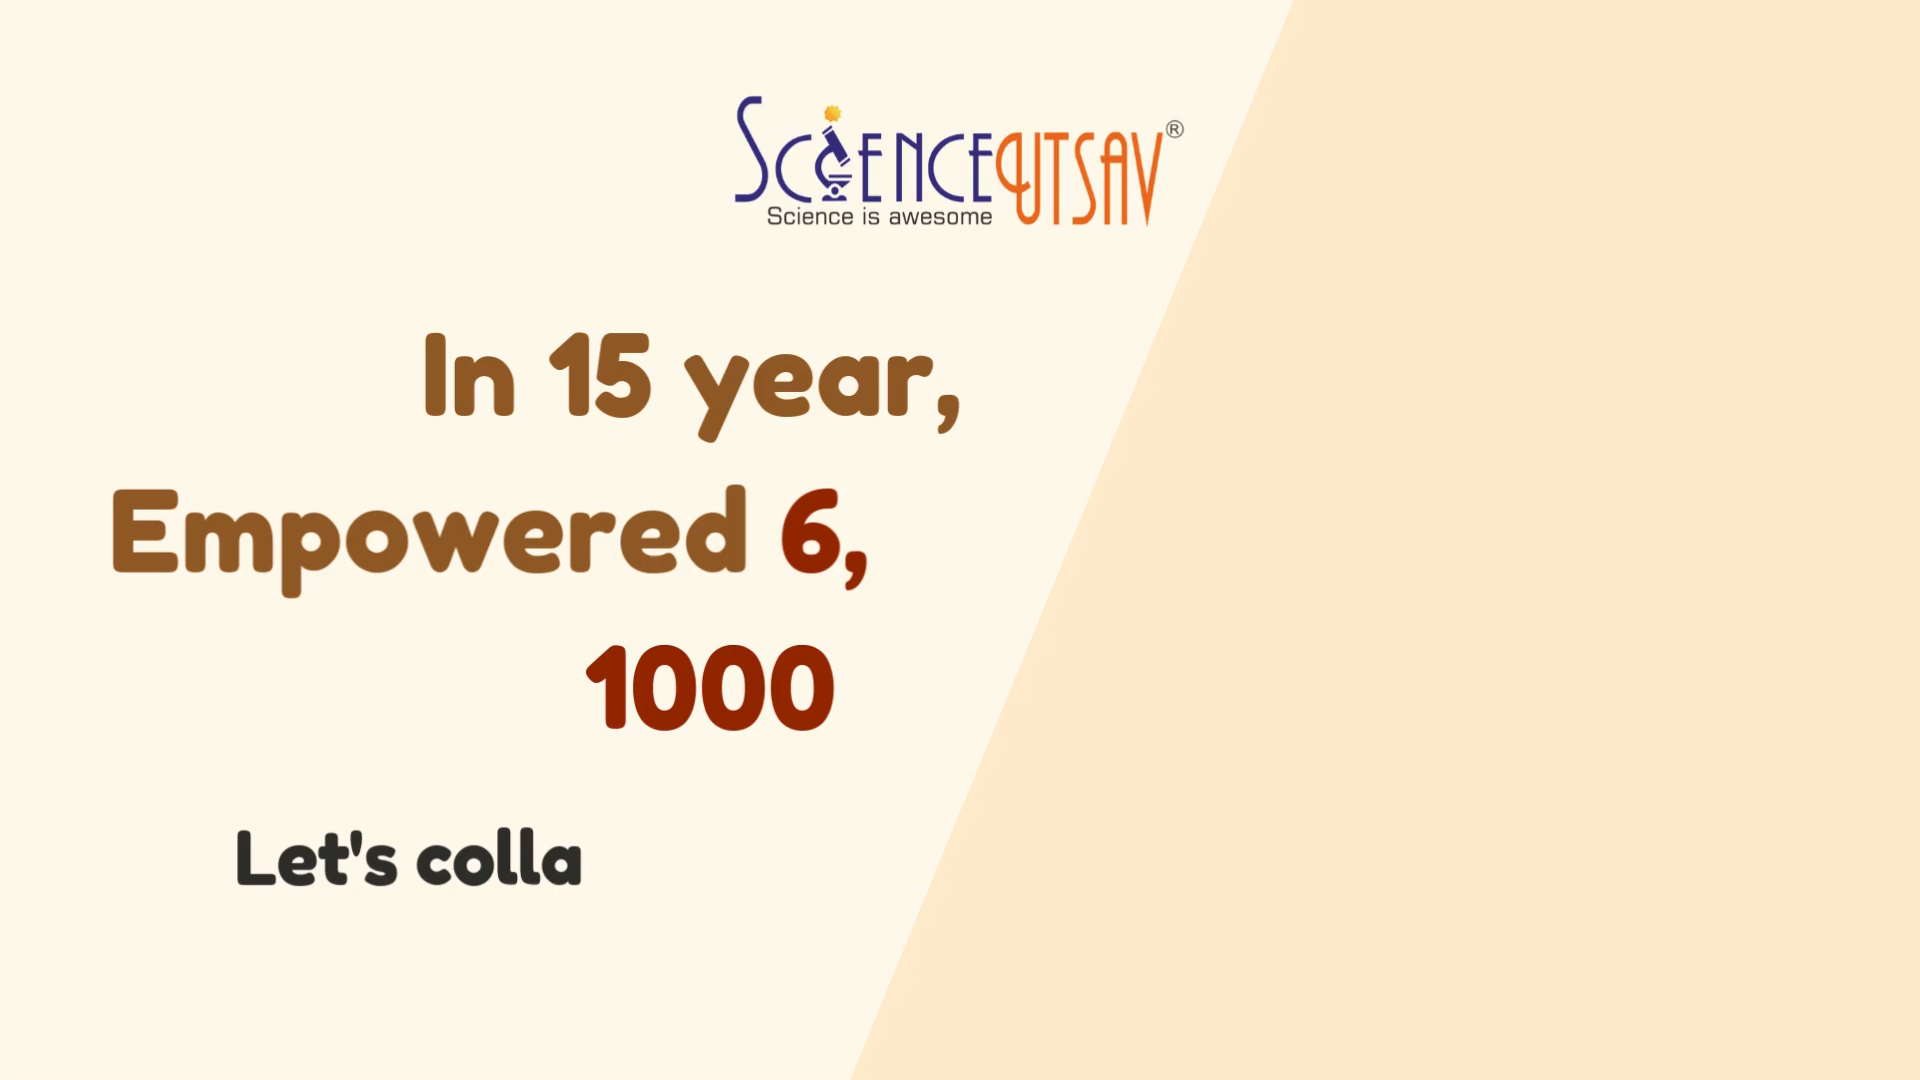 SCIENCEUTSAV®
Science is awesome
In 15 year,
Empowered 6,
1000
Let's colla